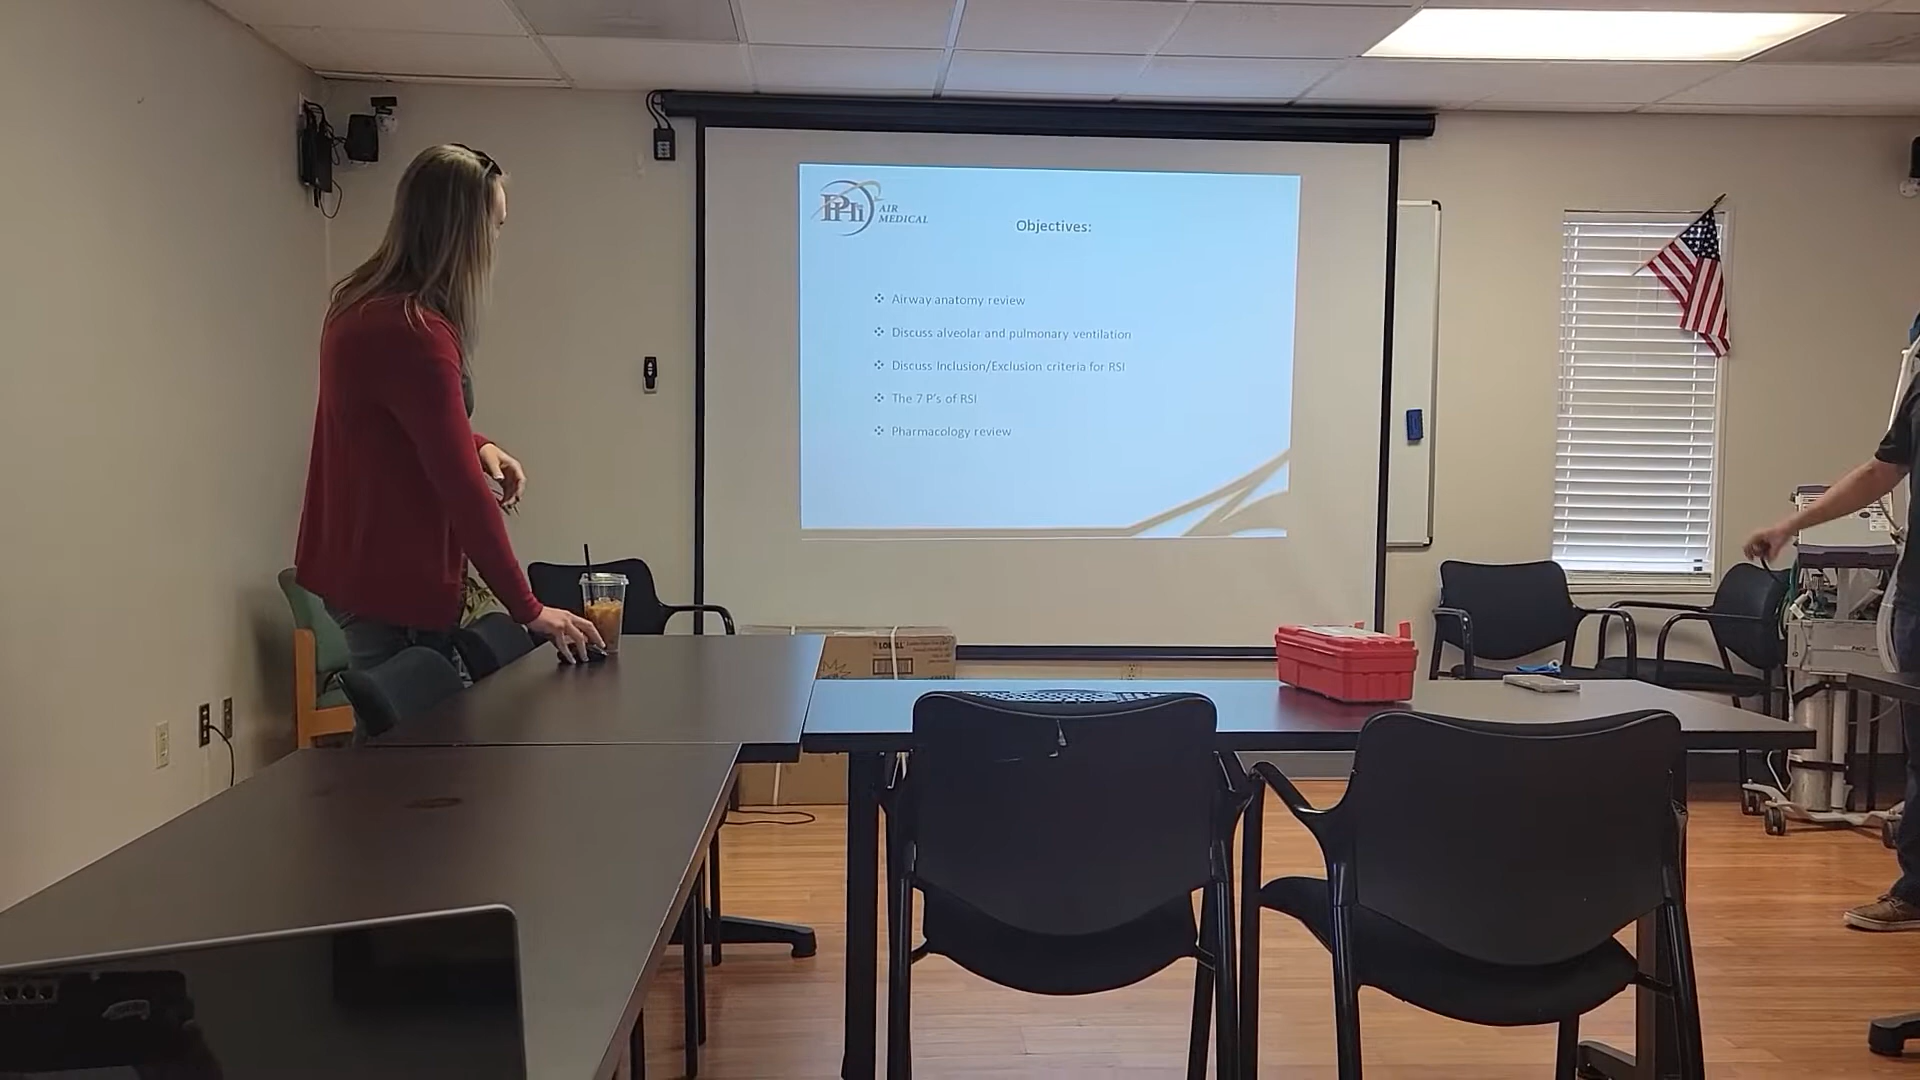 PHI AIR
MEDICAL
Objectives:
❖ Airway anatomy review
❖ Discuss alveolar and pulmonary ventilation
❖ Discuss Inclusion/Exclusion criteria for RSI
❖ The 7 P's of RSI
❖ Pharmacology review